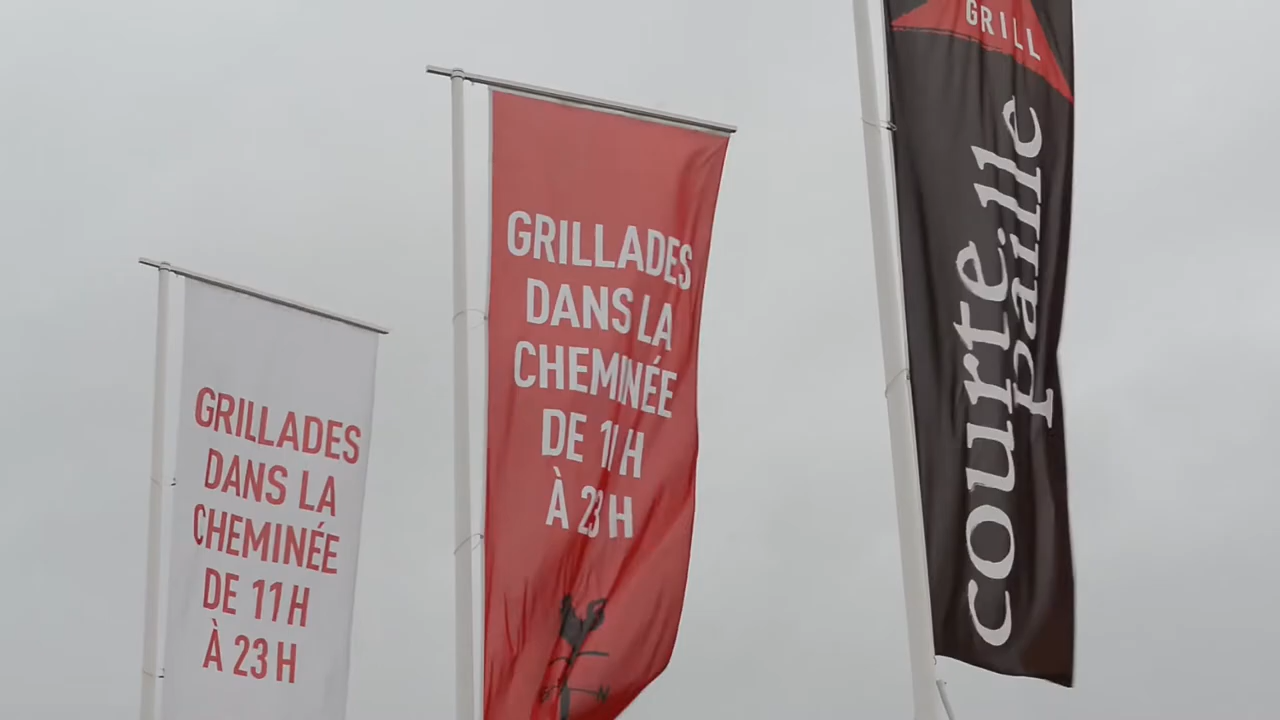 GRILLADES
DANS LA
CHEMINÉE
DE 11 H
À 23 H
GRILLADES
DANS LA
CHEMINÉE
DE 11 H
À 23 H
GRILL
courte
paille